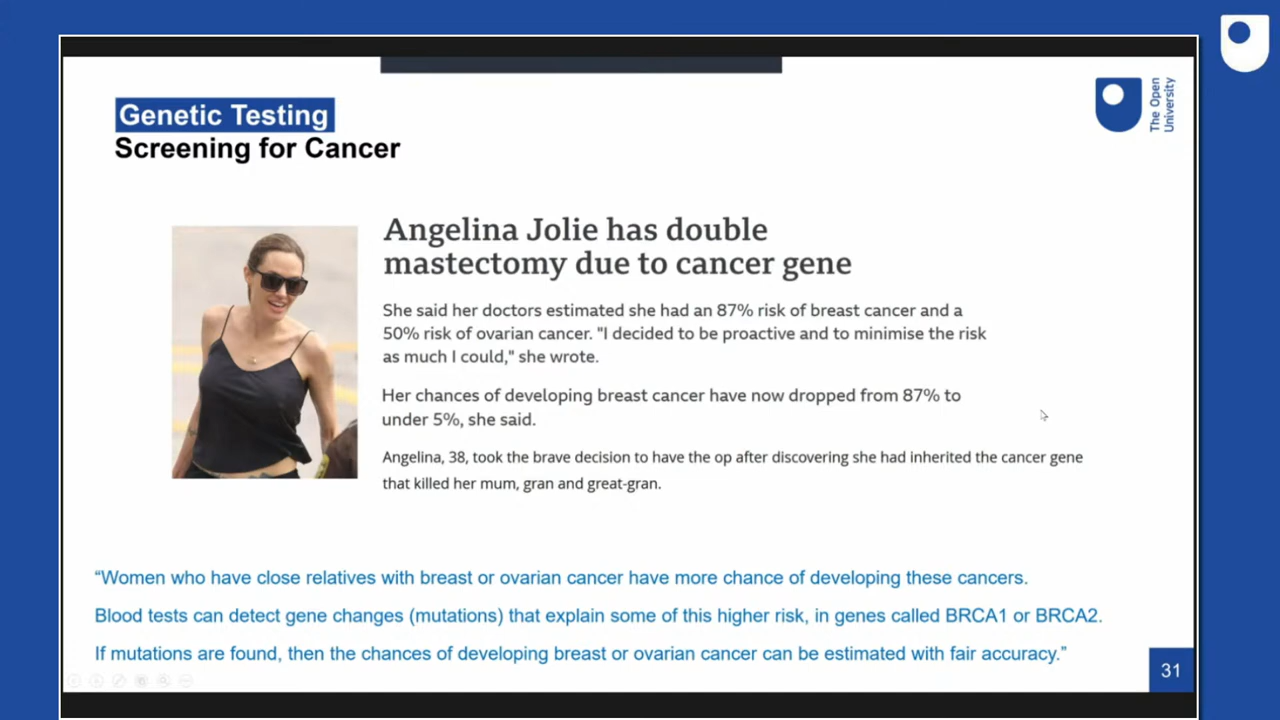 Genetic Testing
Screening for Cancer
The Open
University
Angelina Jolie has double
mastectomy due to cancer gene
She said her doctors estimated she had an 87% risk of breast cancer and a
50% risk of ovarian cancer. "I decided to be proactive and to minimise the risk
as much I could," she wrote.
Her chances of developing breast cancer have now dropped from 87% to
under 5%, she said.
Angelina, 38, took the brave decision to have the op after discovering she had inherited the cancer gene
that killed her mum, gran and great-gran.
“Women who have close relatives with breast or ovarian cancer have more chance of developing these cancers.
Blood tests can detect gene changes (mutations) that explain some of this higher risk, in genes called BRCA1 or BRCA2.
If mutations are found, then the chances of developing breast or ovarian cancer can be estimated with fair accuracy.”
31